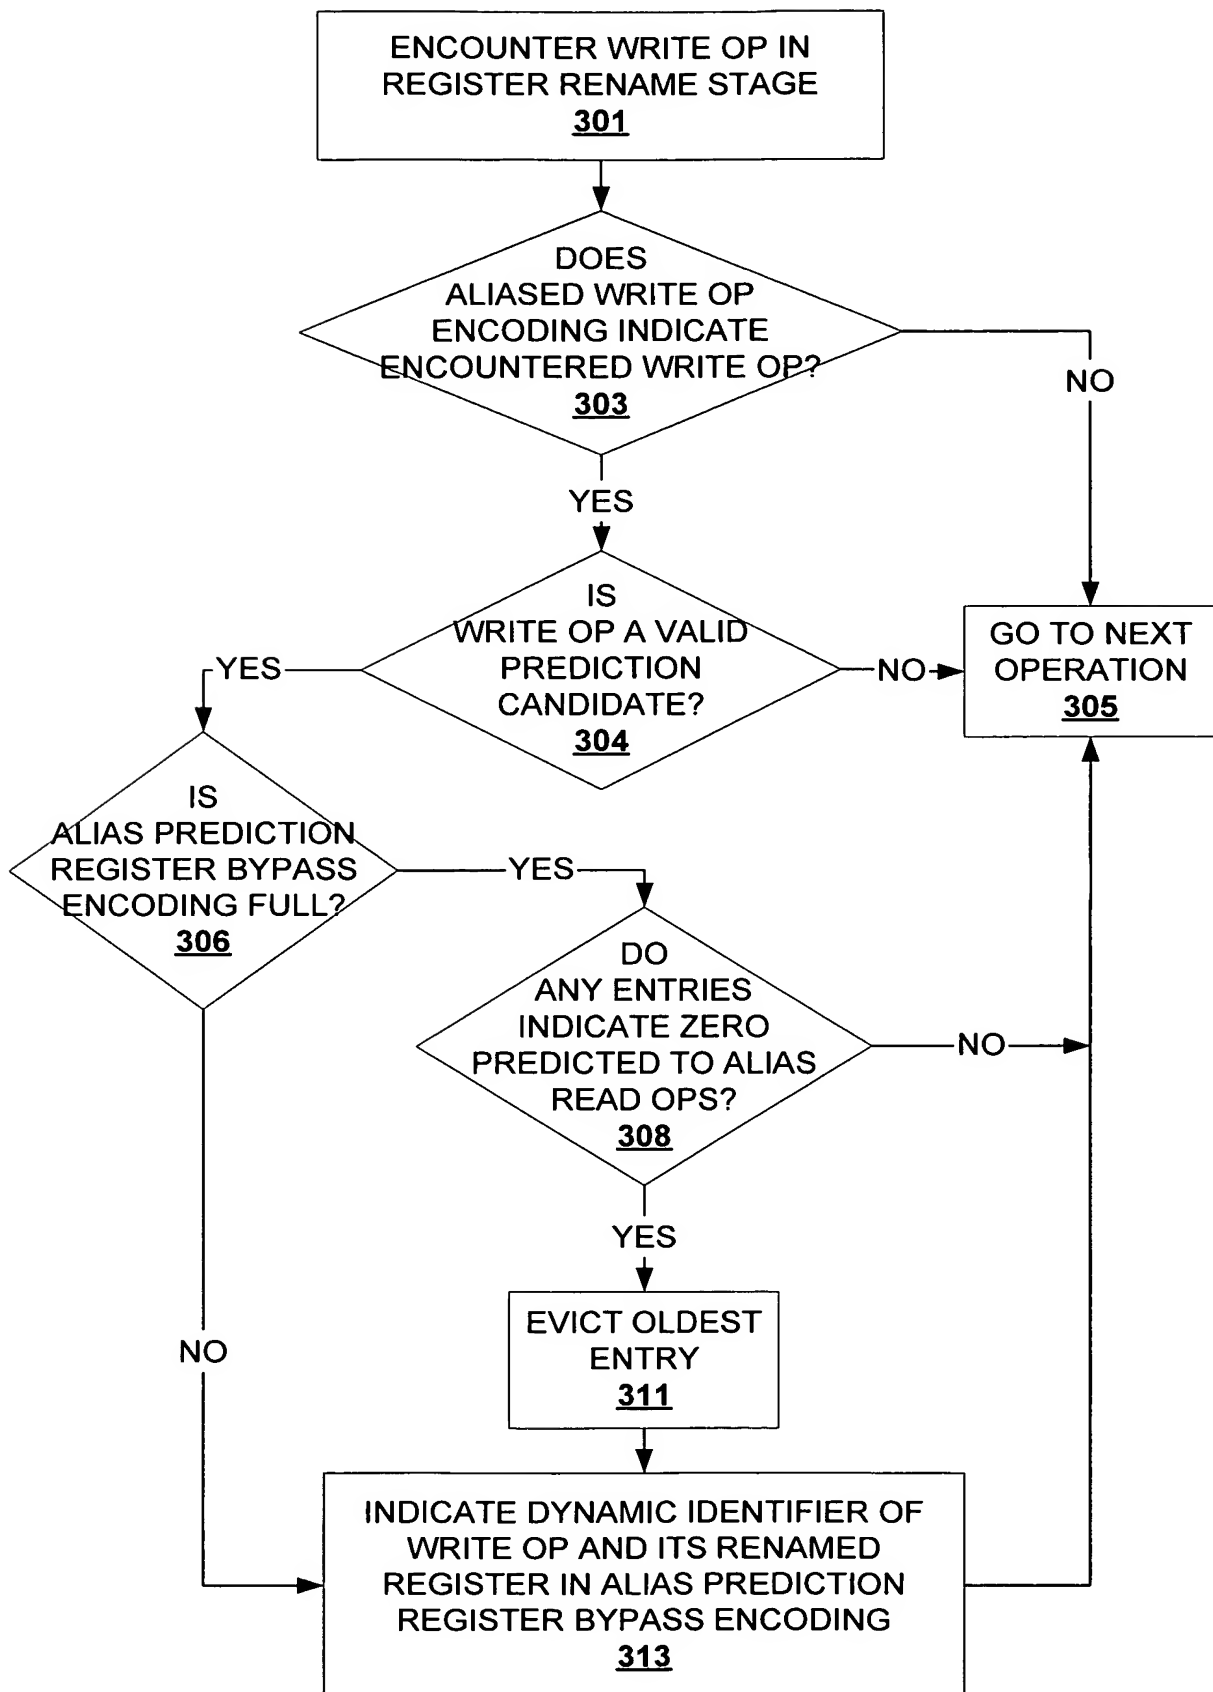 ENCOUNTER WRITE OP IN
REGISTER RENAME STAGE
301
DOES
ALIASED WRITE OP
ENCODING INDICATE
ENCOUNTERED WRITE OP?
303
NO
YES
IS
WRITE OP A VALID
PREDICTION
CANDIDATE?
304
YES
NO
GO TO NEXT
OPERATION
305
IS
ALIAS PREDICTION
REGISTER BYPASS
ENCODING FULL?
306
YES
DO
ANY ENTRIES
INDICATE ZERO
PREDICTED TO ALIAS
READ OPS?
308
NO
YES
EVICT OLDEST
ENTRY
311
NO
INDICATE DYNAMIC IDENTIFIER OF
WRITE OP AND ITS RENAMED
REGISTER IN ALIAS PREDICTION
REGISTER BYPASS ENCODING
313